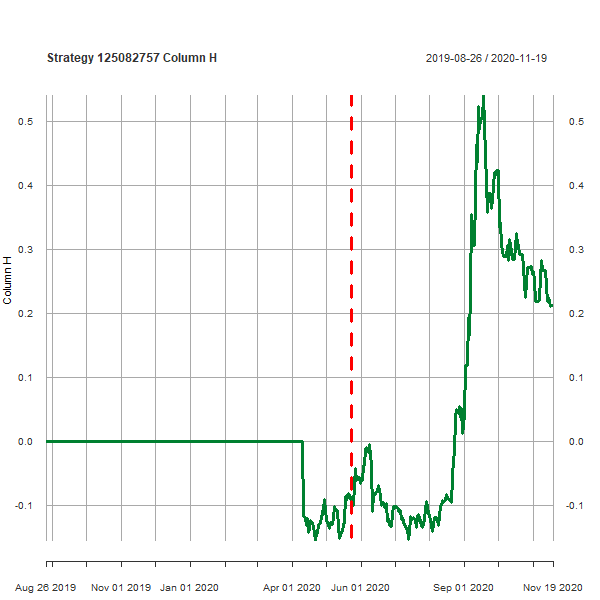 Strategy 125082757 Column H
2019-08-26 / 2020-11-19
0.5
0.5
0.4
0.4
0.3
0.3
Column H
0.2
0.2
0.1
0.1
0.0
0.0
-0.1
-0.1
Aug 26 2019
Nov 01 2019
Jan 01 2020
Apr 01 2020
Jun 01 2020
Sep 01 2020
Nov 19 2020